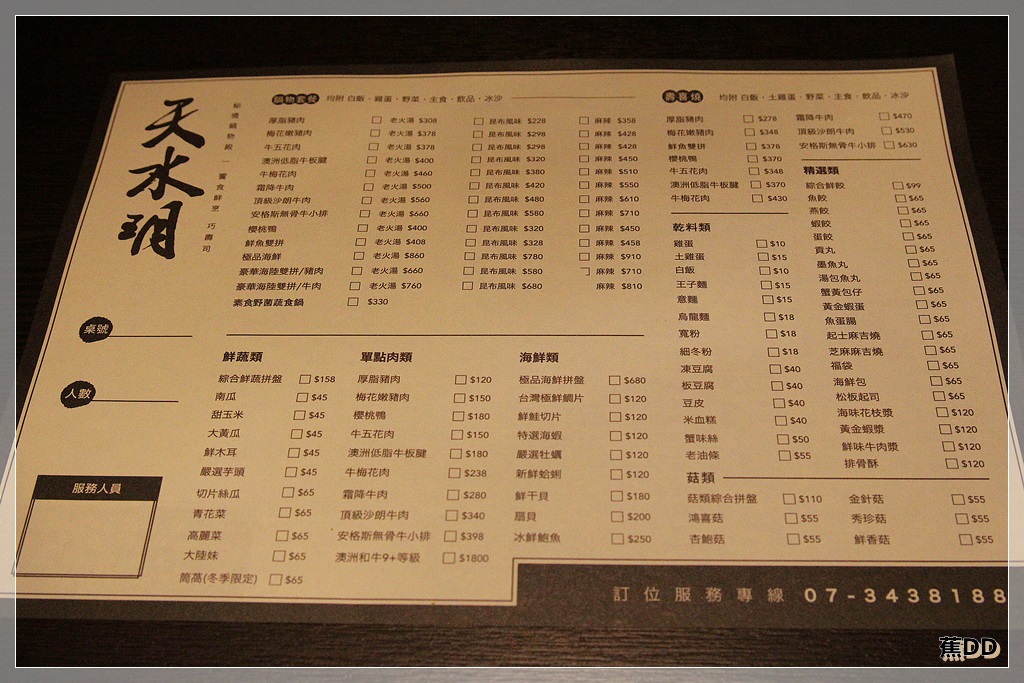 天水玥
秘境鍋物殿 | 饗食鮮烹 巧壽司
鍋物套餐 均附 白飯・雞蛋・野菜・主食・飲品・冰沙
厚脂豬肉 老火湯 $308 昆布風味 $228 麻辣 $358
梅花嫩豬肉 老火湯 $378 昆布風味 $298 麻辣 $428
牛五花肉 老火湯 $378 昆布風味 $298 麻辣 $428
澳洲低脂牛板腱 老火湯 $400 昆布風味 $320 麻辣 $450
牛梅花肉 老火湯 $460 昆布風味 $380 麻辣 $510
霜降牛肉 老火湯 $500 昆布風味 $420 麻辣 $550
頂級沙朗牛肉 老火湯 $560 昆布風味 $480 麻辣 $610
安格斯無骨牛小排 老火湯 $660 昆布風味 $580 麻辣 $710
櫻桃鴨 老火湯 $400 昆布風味 $320 麻辣 $450
鮮魚雙拼 老火湯 $408 昆布風味 $328 麻辣 $458
極品海鮮 老火湯 $860 昆布風味 $780 麻辣 $910
豪華海陸雙拼/豬肉 老火湯 $660 昆布風味 $580 麻辣 $710
豪華海陸雙拼/牛肉 老火湯 $760 昆布風味 $680 麻辣 $810
素食野菌蔬食鍋 $330
壽喜燒 均附 白飯・土雞蛋・野菜・主食・飲品・冰沙
厚脂豬肉 $278
梅花嫩豬肉 $348
鮮魚雙拼 $378
櫻桃鴨 $370
牛五花肉 $348
澳洲低脂牛板腱 $370
牛梅花肉 $430
霜降牛肉 $470
頂級沙朗牛肉 $530
安格斯無骨牛小排 $630
乾料類
雞蛋 $10
土雞蛋 $15
白飯 $10
王子麵 $15
意麵 $15
烏龍麵 $18
寬粉 $18
細冬粉 $18
凍豆腐 $40
板豆腐 $40
豆皮 $40
米血糕 $40
蟹味絲 $50
老油條 $55
精選類
綜合鮮餃 $99
魚餃 $65
燕餃 $65
蝦餃 $65
蛋餃 $65
貢丸 $65
墨魚丸 $65
湯包魚丸 $65
蟹黃包仔 $65
黃金蝦蛋 $65
魚蛋腸 $65
起士麻吉燒 $65
芝麻麻吉燒 $65
福袋 $65
海鮮包 $65
松板起司 $65
海味花枝漿 $120
黃金蝦漿 $120
鮮味牛肉漿 $120
排骨酥 $120
桌號
人數
服務人員
鮮蔬類
綜合鮮蔬拼盤 $158
南瓜 $45
甜玉米 $45
大黃瓜 $45
鮮木耳 $45
嚴選芋頭 $45
切片絲瓜 $65
青花菜 $65
高麗菜 $65
大陸妹 $65
茼萵(冬季限定) $65
單點肉類
厚脂豬肉 $120
梅花嫩豬肉 $150
櫻桃鴨 $180
牛五花肉 $150
澳洲低脂牛板腱 $180
牛梅花肉 $238
霜降牛肉 $280
頂級沙朗牛肉 $340
安格斯無骨牛小排 $398
澳洲和牛9+等級 $1800
海鮮類
極品海鮮拼盤 $680
台灣極鮮鯛片 $120
鮮鮭切片 $120
特選海蝦 $120
嚴選牡蠣 $120
新鮮蛤蜊 $120
鮮干貝 $180
扇貝 $200
冰鮮鮑魚 $250
菇類
菇類綜合拼盤 $110 金針菇 $55
鴻喜菇 $55 秀珍菇 $55
杏鮑菇 $55 鮮香菇 $55
訂位服務專線 07-3438188
蕉DD